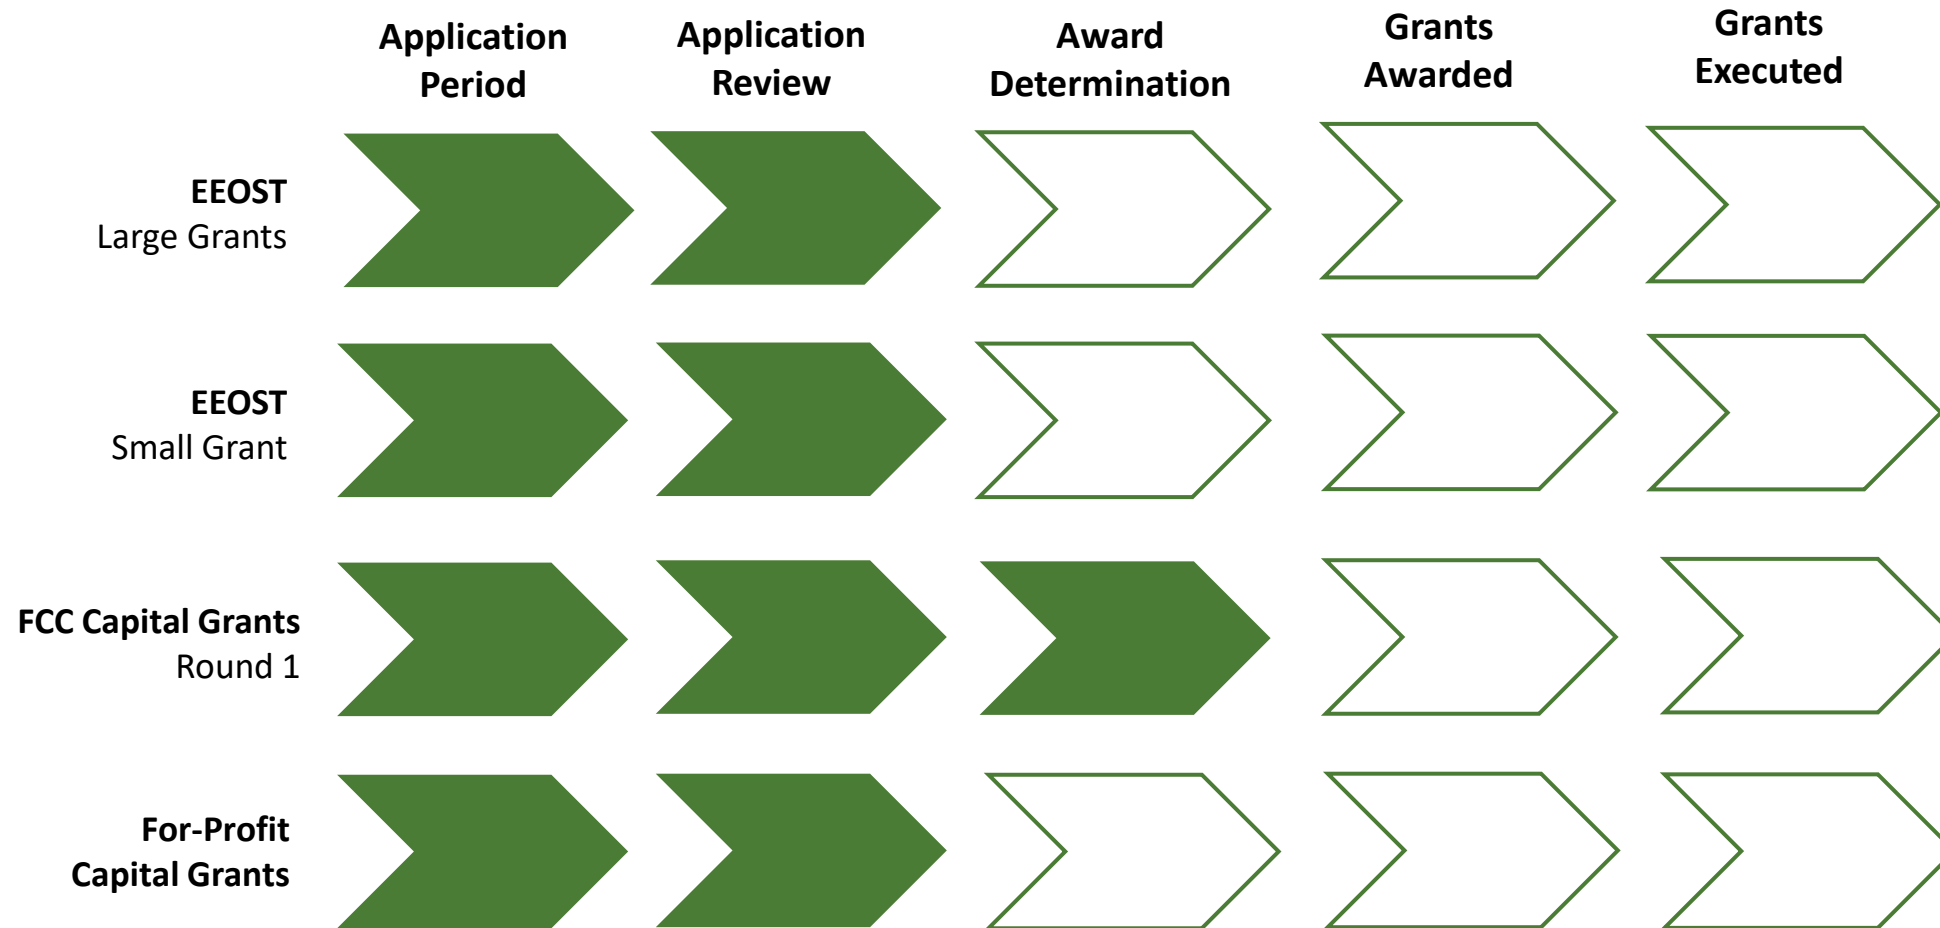 Application
Period
Application
Review
Award
Determination
Grants
Awarded
Grants
Executed
EEOST
Large Grants
EEOST
Small Grant
FCC Capital Grants
Round 1
For-Profit
Capital Grants